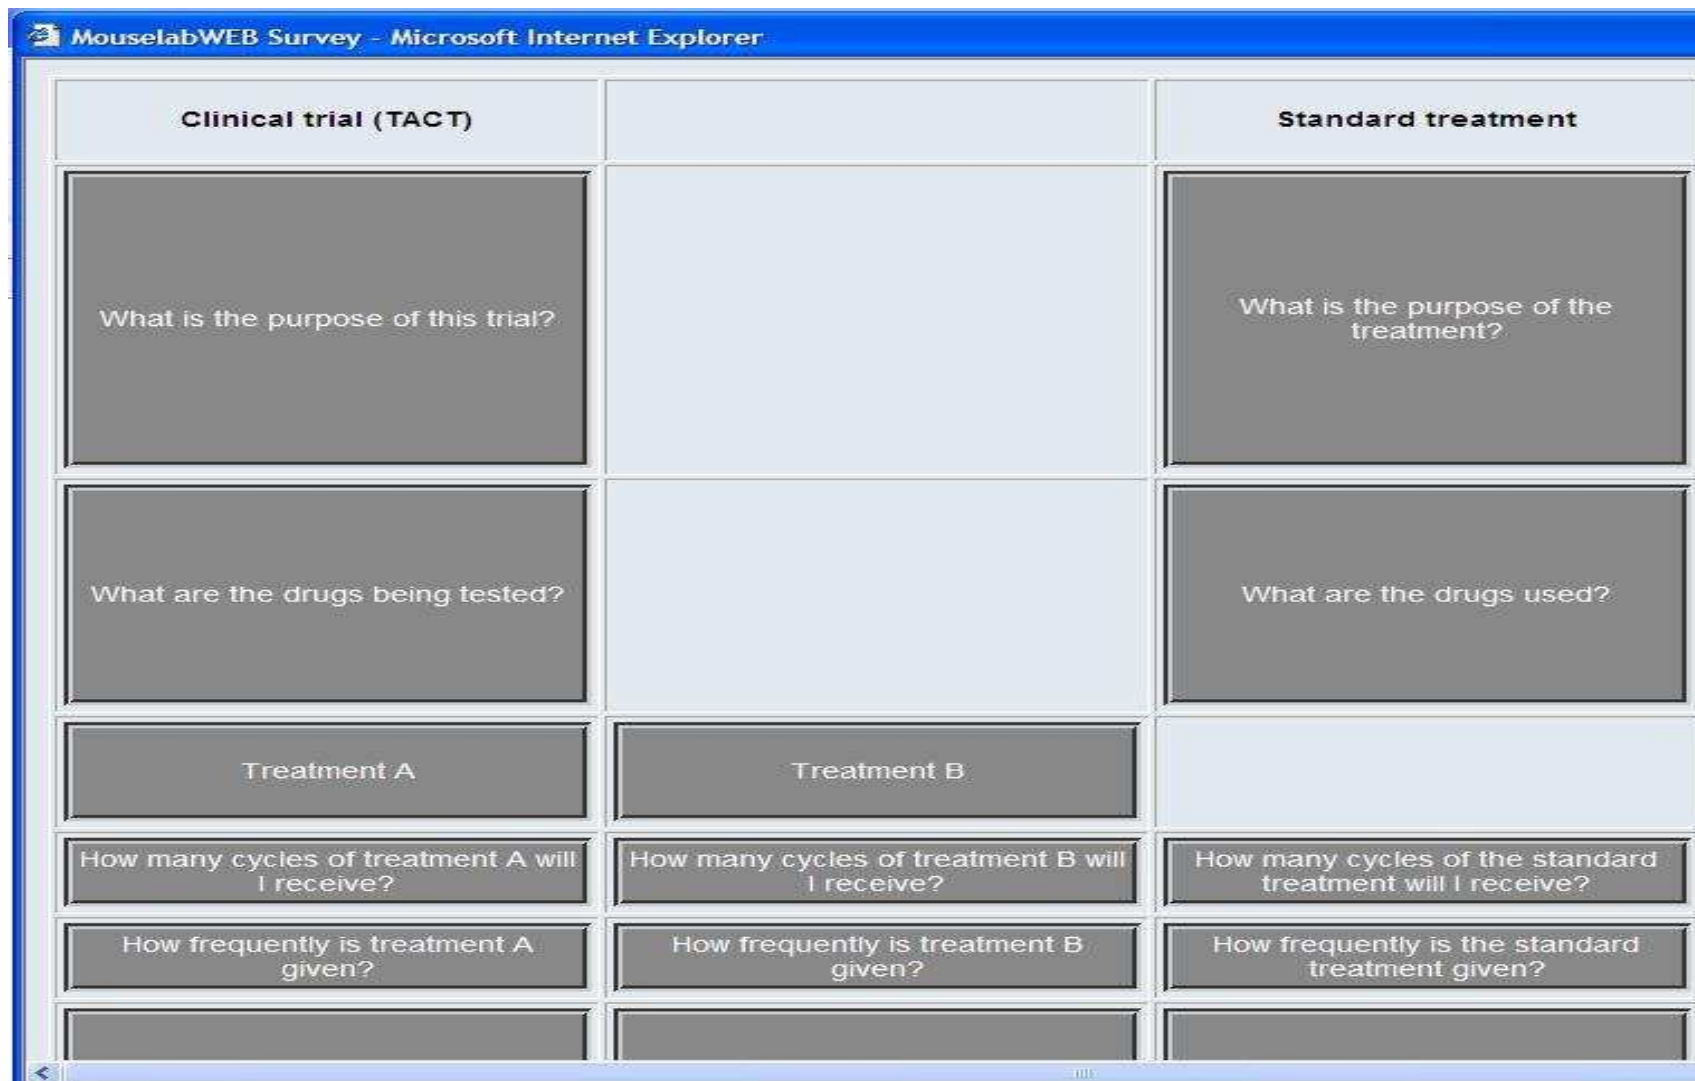 MouselabWEB Survey - Microsoft Internet Explorer
Clinical trial (TACT)
Standard treatment
What is the purpose of this trial?
What is the purpose of the
treatment?
What are the drugs being tested?
What are the drugs used?
Treatment A
Treatment B
How many cycles of treatment A will
I receive?
How many cycles of treatment B will
I receive?
How many cycles of the standard
treatment will I receive?
How frequently is treatment A
given?
How frequently is treatment B
given?
How frequently is the standard
treatment given?